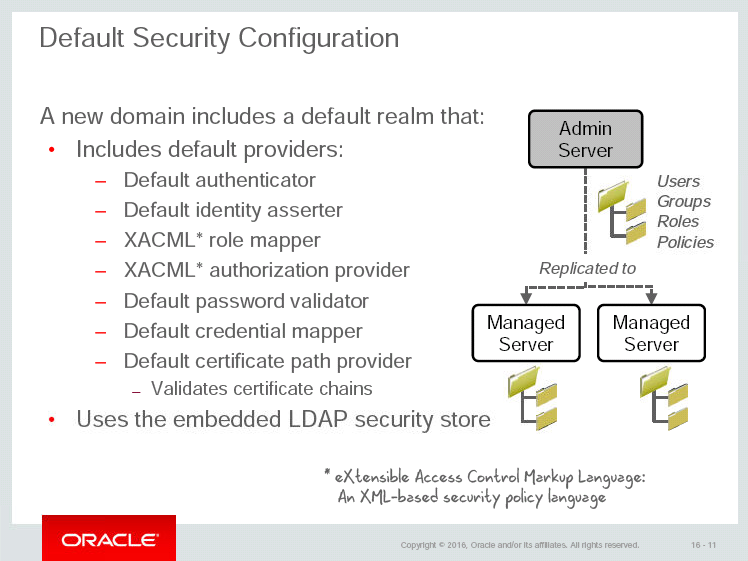 Default Security Configuration
A new domain includes a default realm that:
• Includes default providers:
– Default authenticator
– Default identity asserter
– XACML* role mapper
– XACML* authorization provider
– Default password validator
– Default credential mapper
– Default certificate path provider
– Validates certificate chains
• Uses the embedded LDAP security store
Admin
Server
Users
Groups
Roles
Policies
Replicated to
Managed
Server
Managed
Server
* eXtensible Access Control Markup Language:
An XML-based security policy language
ORACLE®
Copyright © 2016, Oracle and/or its affiliates. All rights reserved.
16 - 11